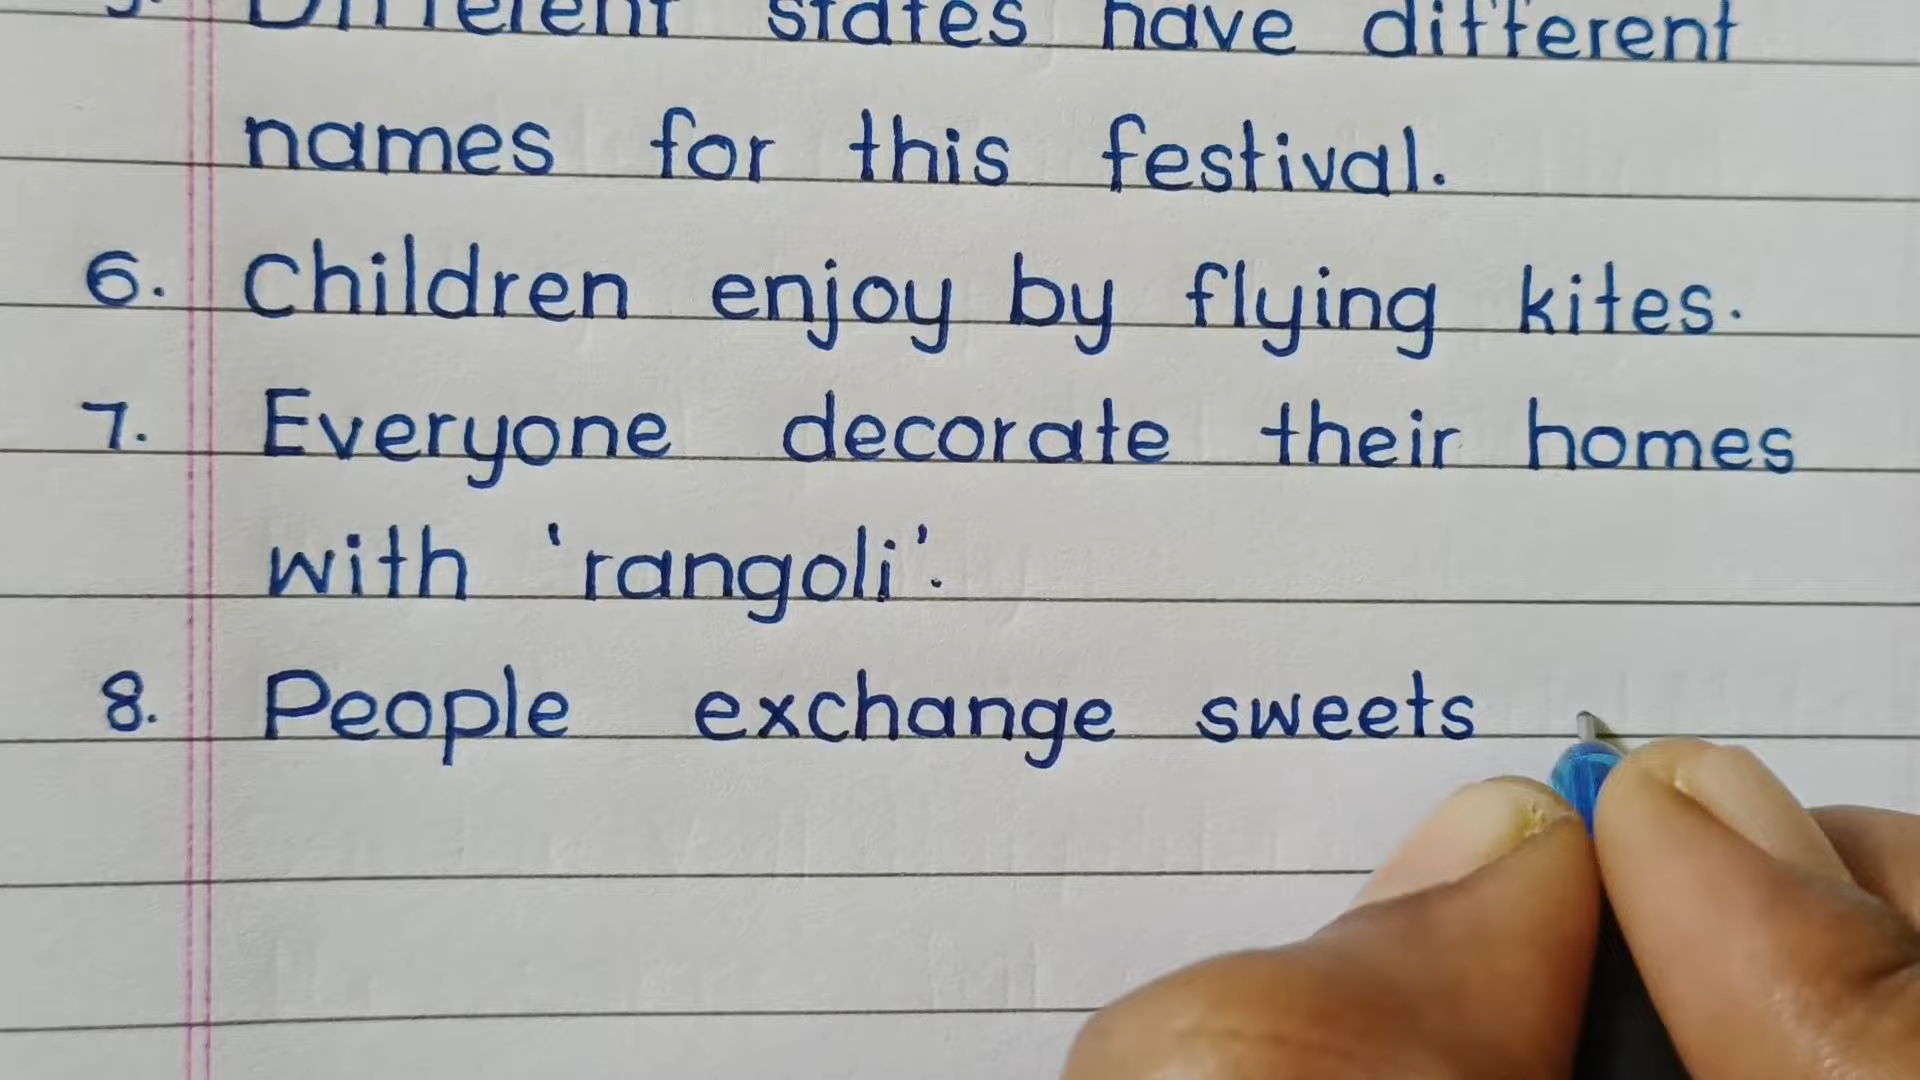 Different states have different
names for this festival.
6. Children enjoy by flying kites.
7. Everyone decorate their homes
with 'rangoli'.
8. People exchange sweets